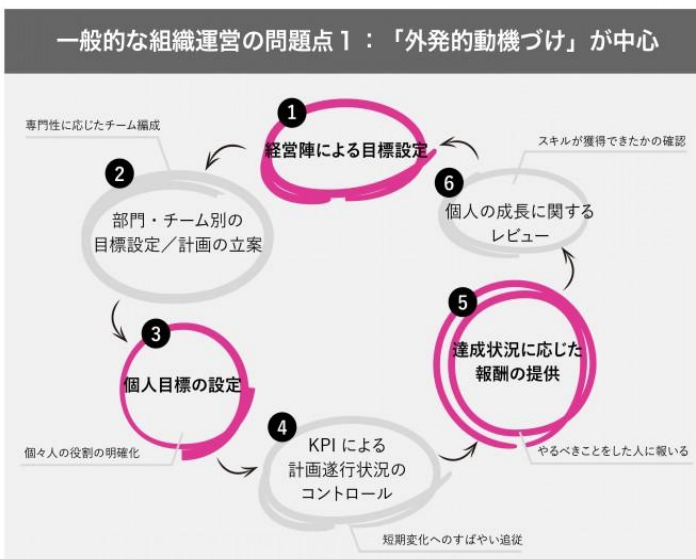 一般的な組織運営の問題点1：「外発的動機づけ」が中心
1
経営陣による目標設定
専門性に応じたチーム編成
2
部門・チーム別の
目標設定／計画の立案
3
個人目標の設定
個々人の役割の明確化
4
KPIによる
計画遂行状況の
コントロール
短期変化へのすばやい追従
5
達成状況に応じた
報酬の提供
やるべきことをした人に報いる
6
個人の成長に関する
レビュー
スキルが獲得できたかの確認